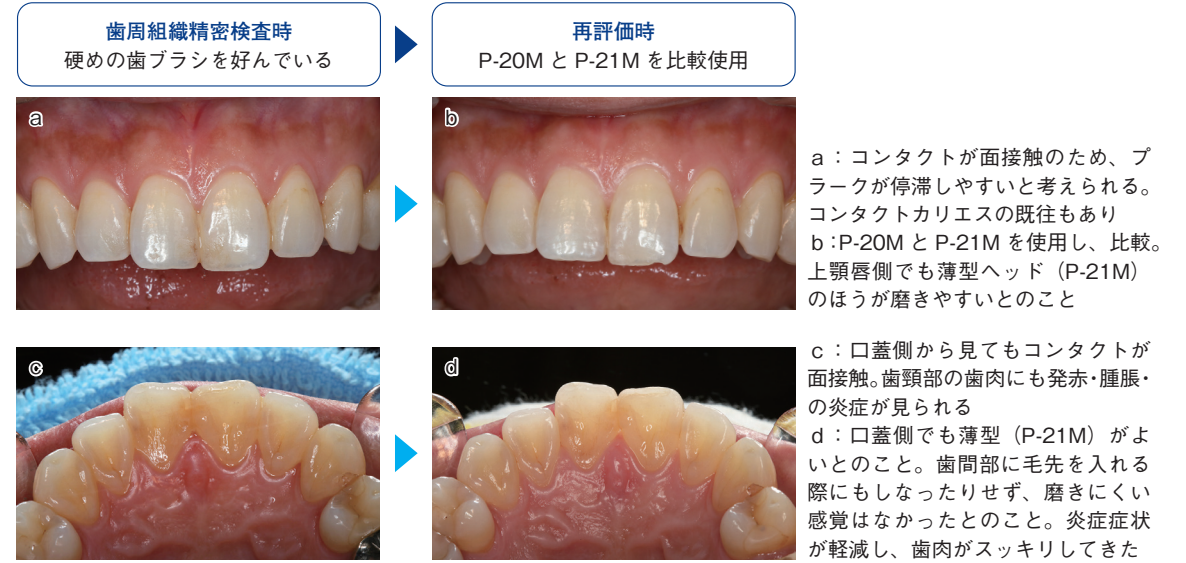 歯周組織精密検査時
硬めの歯ブラシを好んでいる
再評価時
P-20M と P-21M を比較使用
a
b
a：コンタクトが面接触のため、プ
ラークが停滞しやすいと考えられる。
コンタクトカリエスの既往もあり
b：P-20M と P-21M を使用し、比較。
上顎唇側でも薄型ヘッド（P-21M）
のほうが磨きやすいとのこと
c
d
c：口蓋側から見てもコンタクトが
面接触。歯頸部の歯肉にも発赤・腫脹・
の炎症が見られる
d：口蓋側でも薄型（P-21M）がよ
いとのこと。歯間部に毛先を入れる
際にもしなったりせず、磨きにくい
感覚はなかったとのこと。炎症症状
が軽減し、歯肉がスッキリしてきた